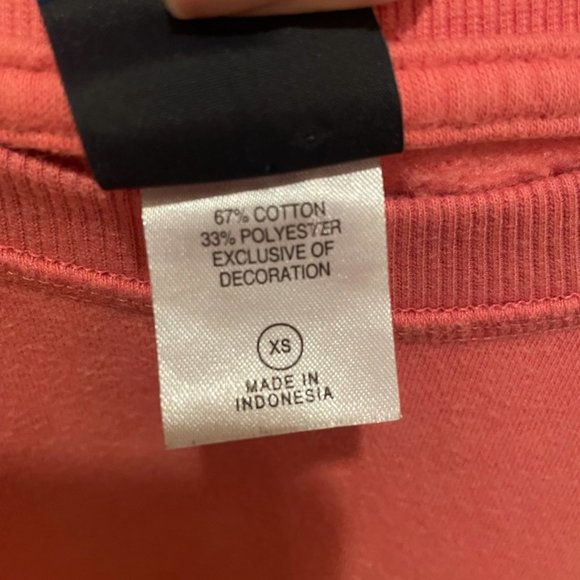 67% COTTON
33% POLYESTER
EXCLUSIVE OF
DECORATION
XS
MADE IN
INDONESIA